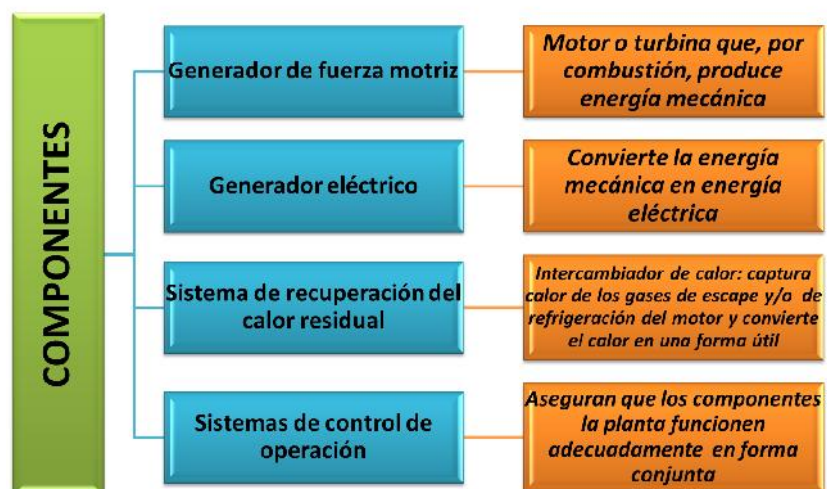 COMPONENTES
Generador de fuerza motriz
Motor o turbina que, por
combustión, produce
energía mecánica
Generador eléctrico
Convierte la energía
mecánica en energía
eléctrica
Sistema de recuperación del
calor residual
Intercambiador de calor: captura
calor de los gases de escape y/o de
refrigeración del motor y convierte
el calor en una forma útil
Sistemas de control de
operación
Aseguran que los componentes
la planta funcionen
adecuadamente en forma
conjunta